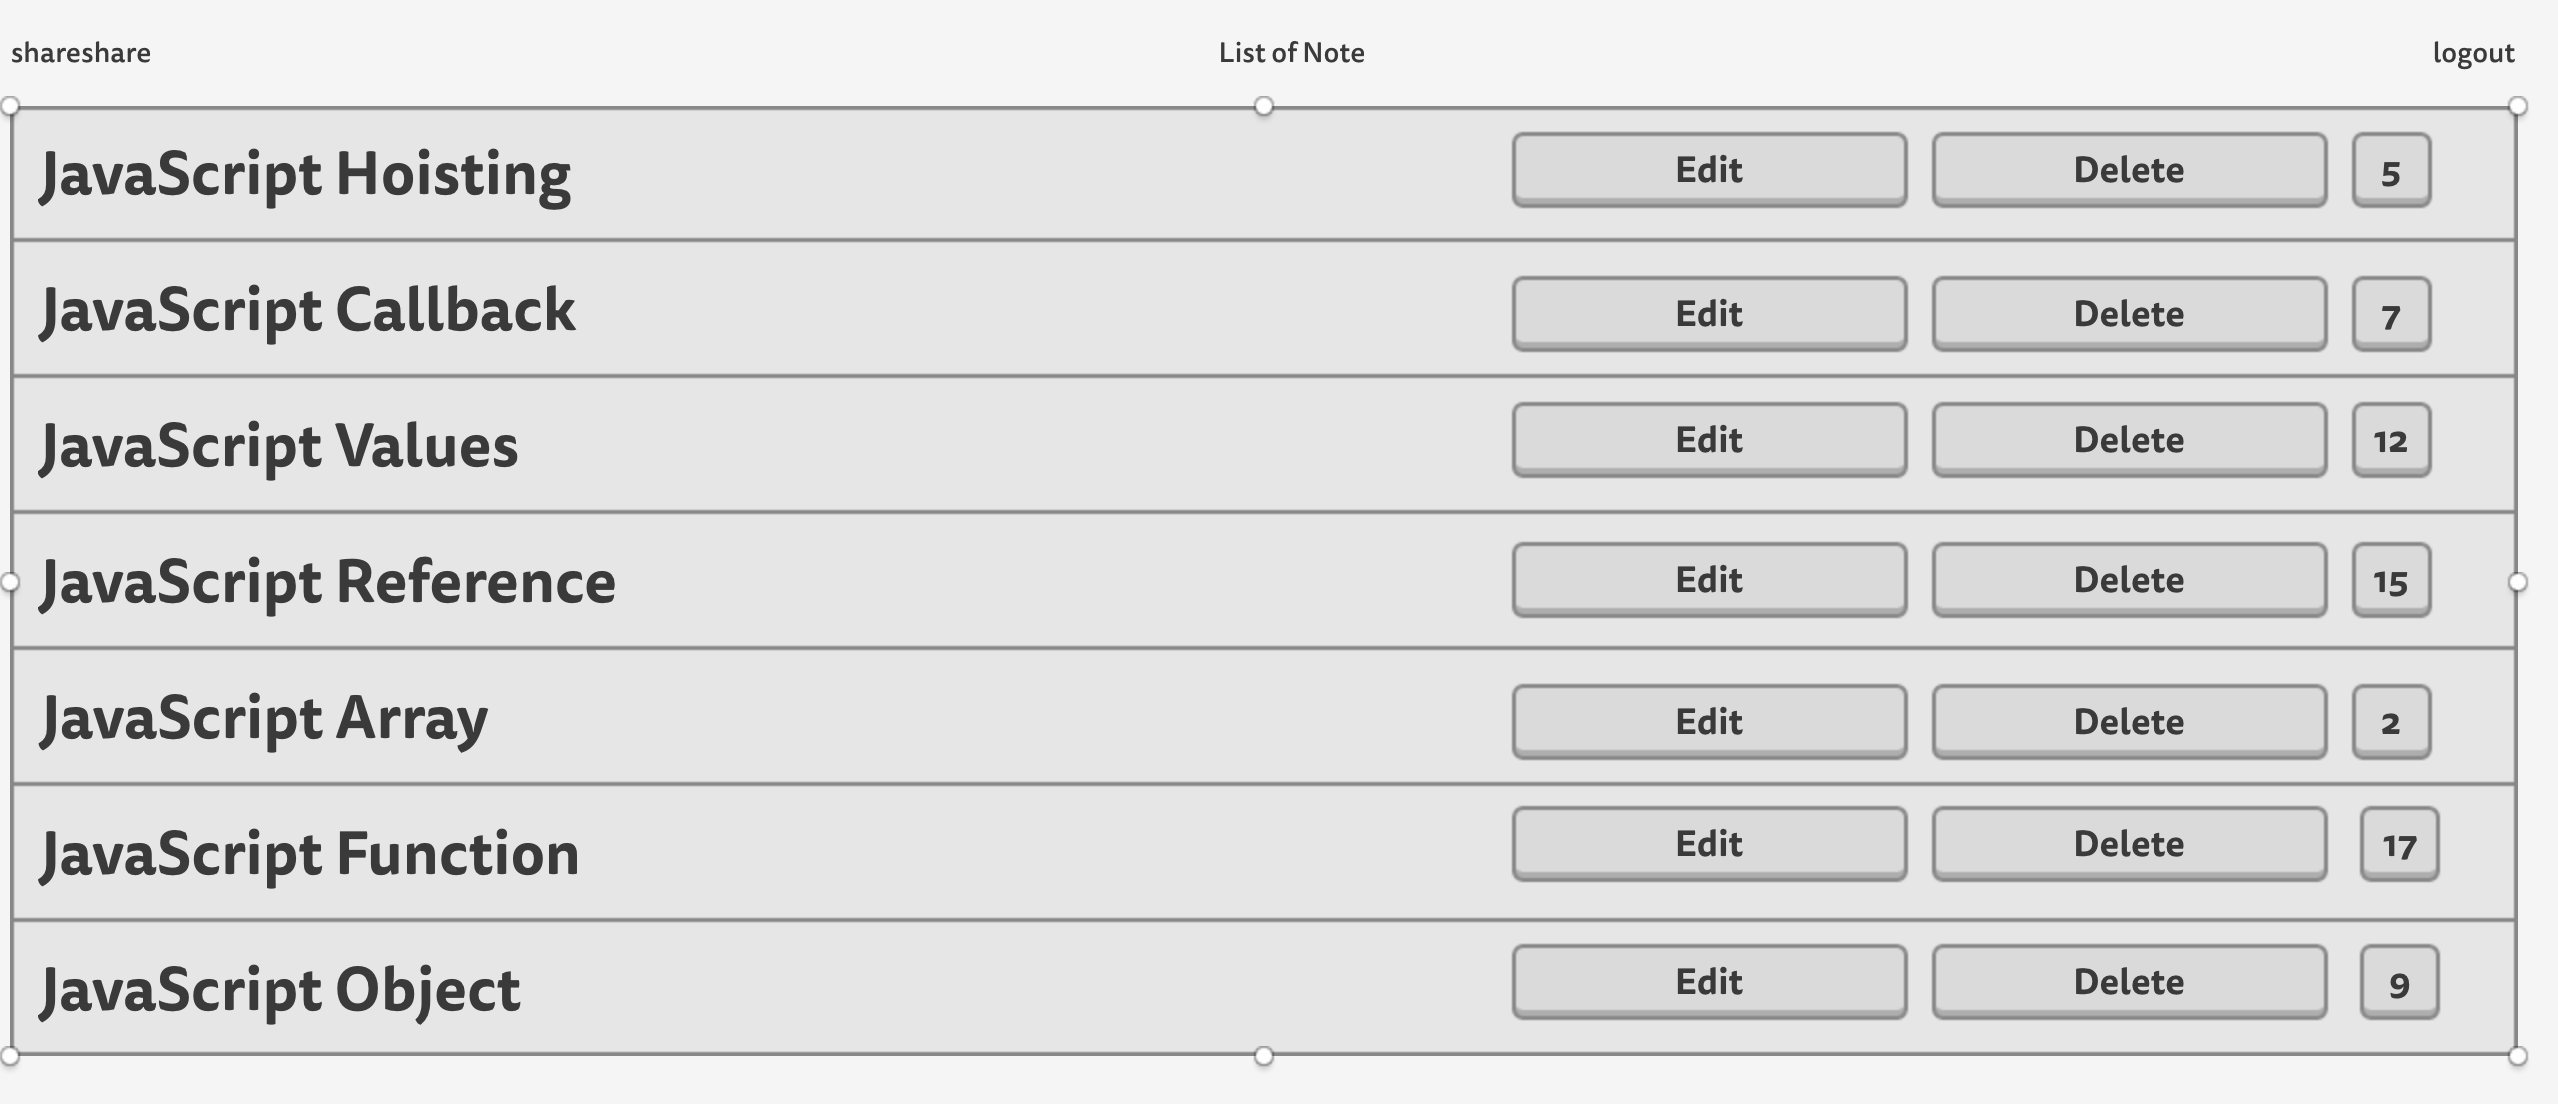 shareshare List of Note logout
JavaScript Hoisting Edit Delete 5
JavaScript Callback Edit Delete 7
JavaScript Values Edit Delete 12
JavaScript Reference Edit Delete 15
JavaScript Array Edit Delete 2
JavaScript Function Edit Delete 17
JavaScript Object Edit Delete 9